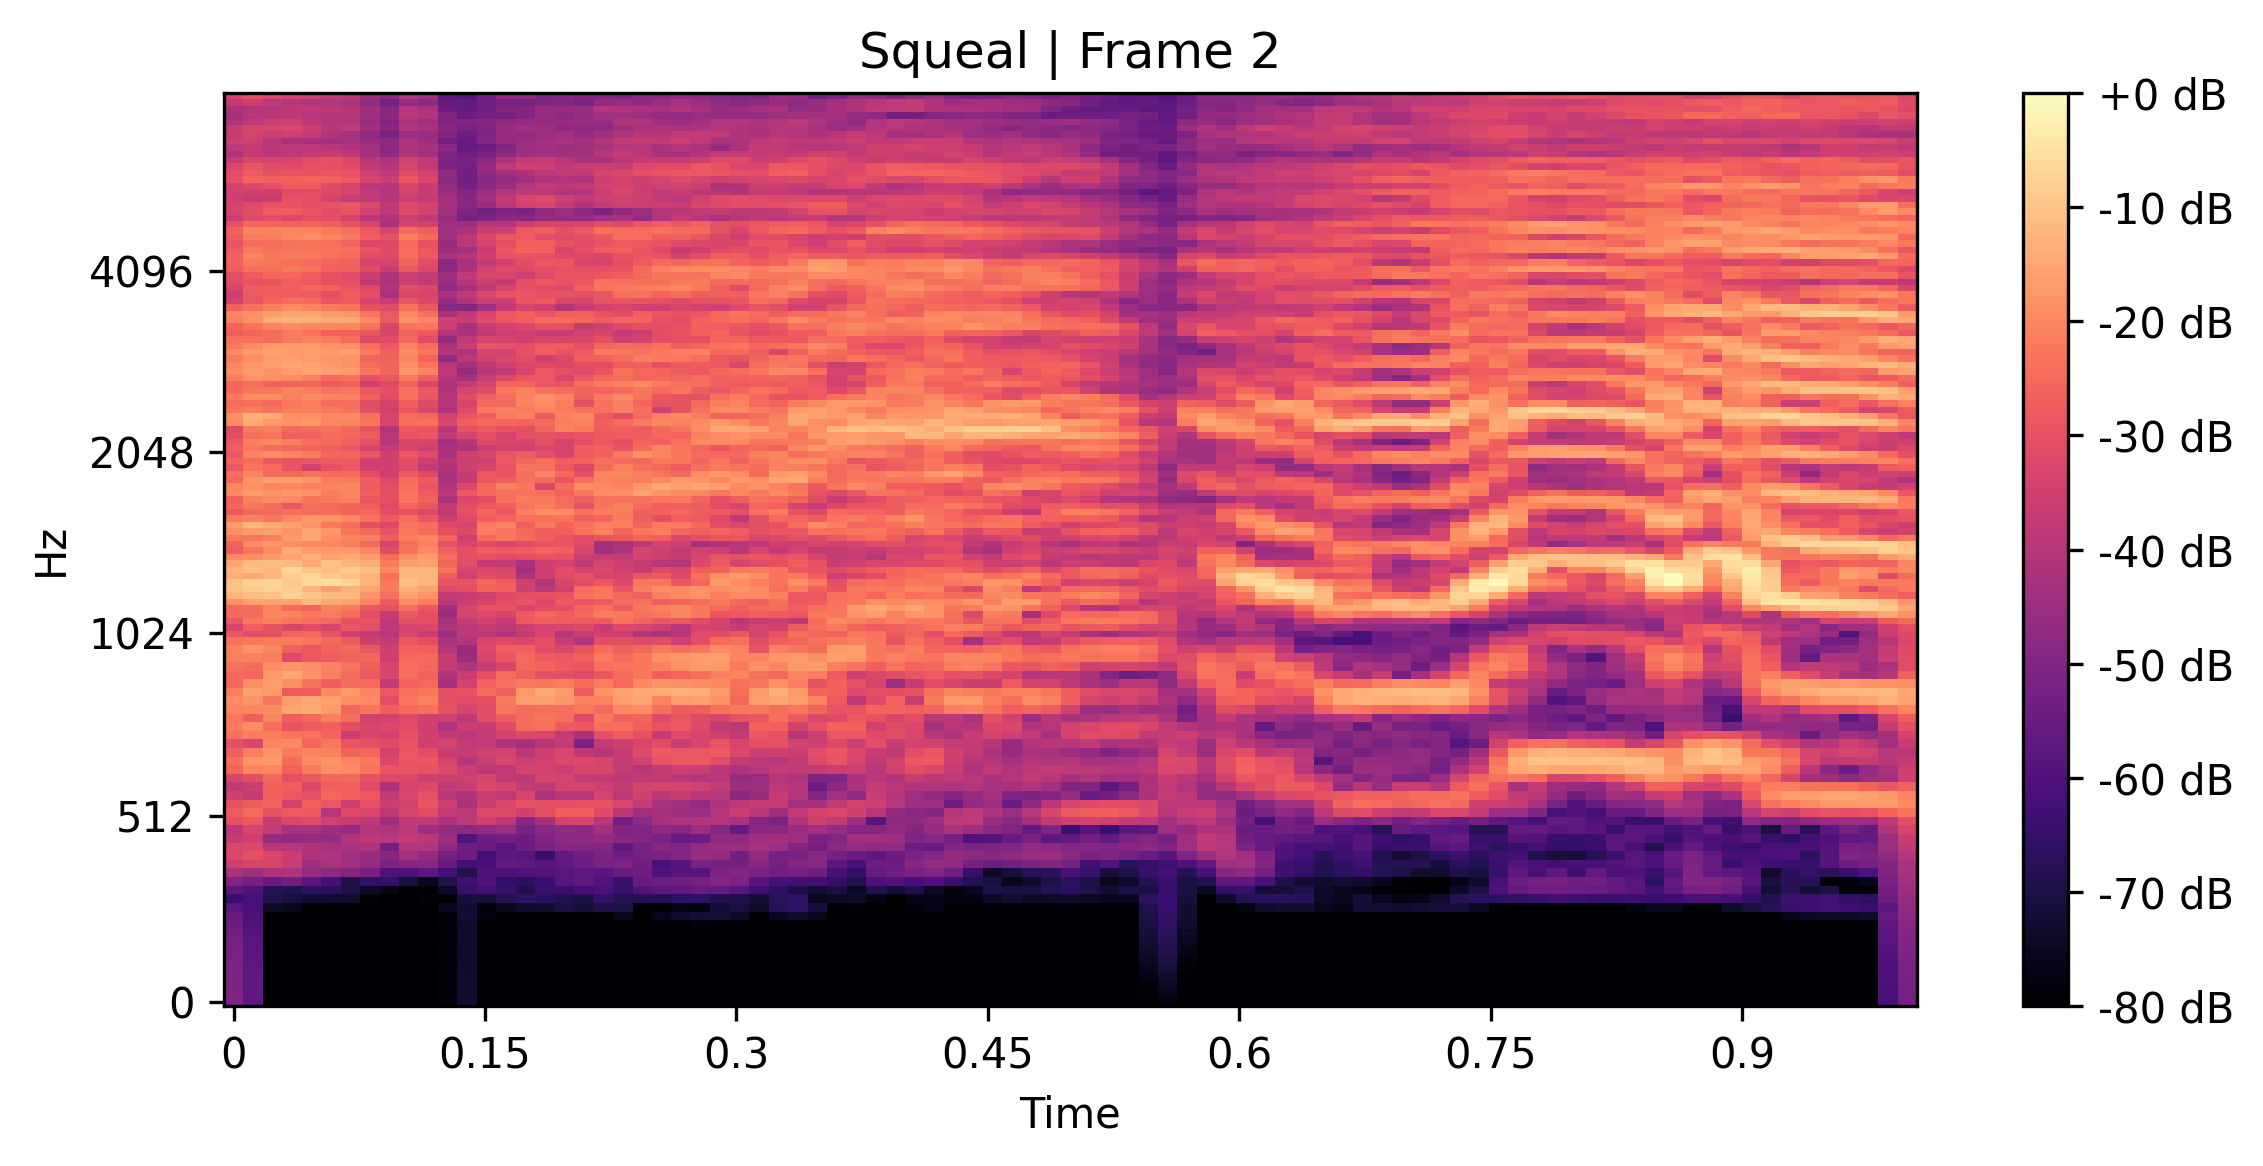 Squeal | Frame 2
Hz
4096
2048
1024
512
0
0 0.15 0.3 0.45 0.6 0.75 0.9
Time
+0 dB
-10 dB
-20 dB
-30 dB
-40 dB
-50 dB
-60 dB
-70 dB
-80 dB